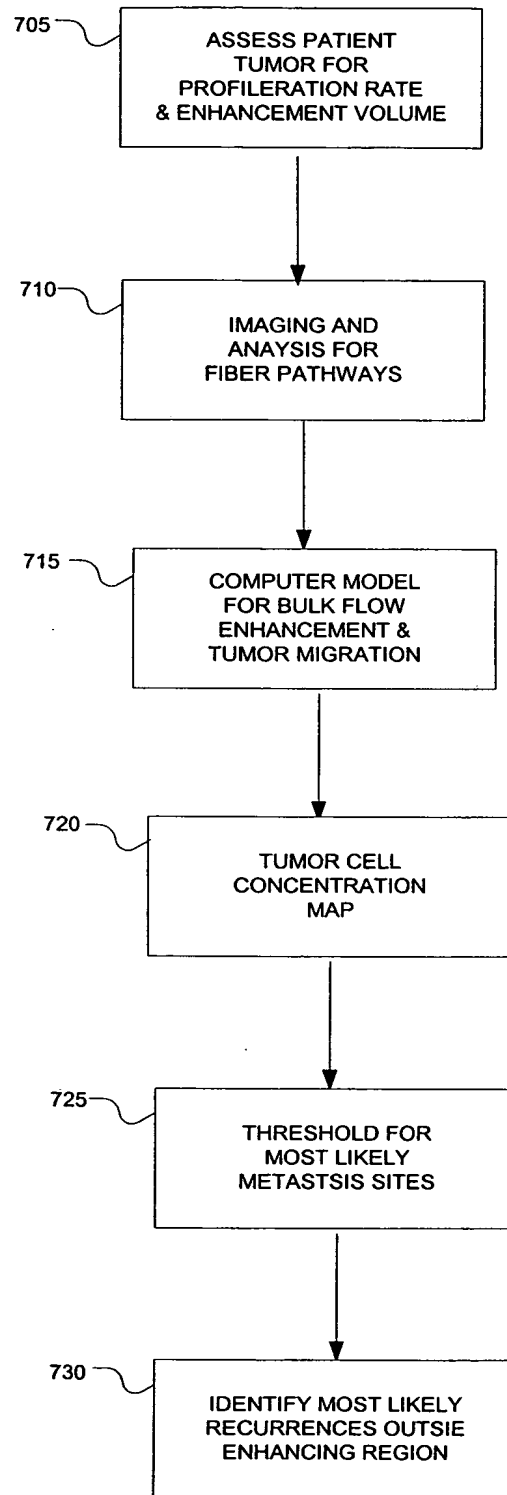 705
ASSESS PATIENT
TUMOR FOR
PROFILERATION RATE
& ENHANCEMENT VOLUME
710
IMAGING AND
ANAYSIS FOR
FIBER PATHWAYS
715
COMPUTER MODEL
FOR BULK FLOW
ENHANCEMENT &
TUMOR MIGRATION
720
TUMOR CELL
CONCENTRATION
MAP
725
THRESHOLD FOR
MOST LIKELY
METASTSIS SITES
730
IDENTIFY MOST LIKELY
RECURRENCES OUTSIE
ENHANCING REGION